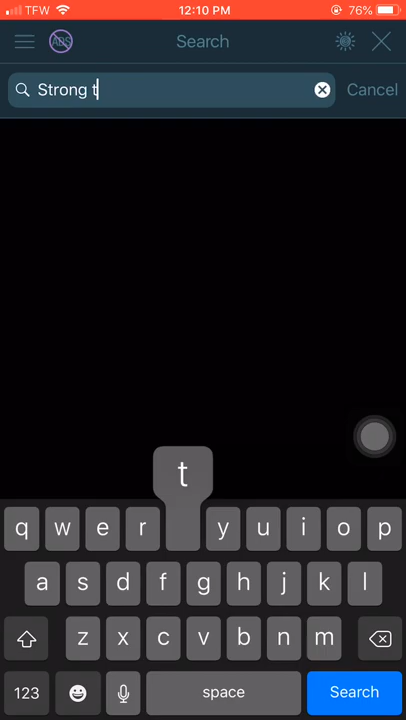 TFW 12:10 PM 76%
ADS Search
Strong t Cancel
t
q w e r y u i o p
a s d f g h j k l
z x c v b n m
123 space Search